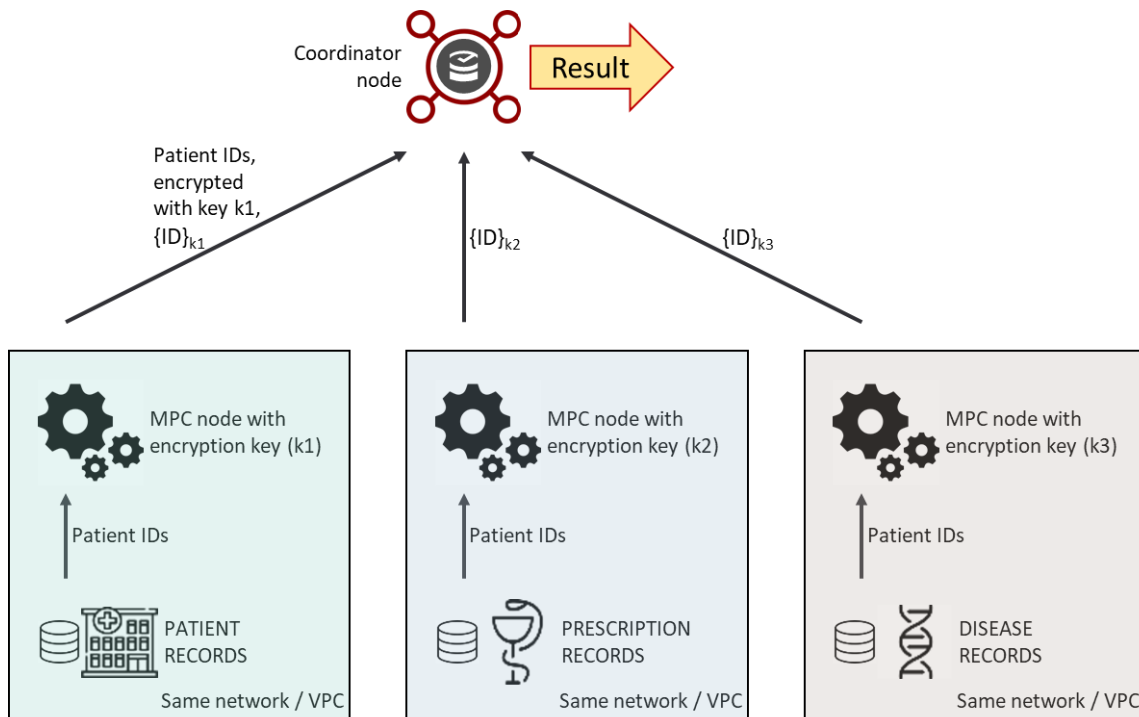 Coordinator
node
Result
Patient IDs,
encrypted
with key k1,
{ID}k1
{ID}k2
{ID}k3
MPC node with
encryption key (k1)
Patient IDs
PATIENT
RECORDS
Same network / VPC
MPC node with
encryption key (k2)
Patient IDs
PRESCRIPTION
RECORDS
Same network / VPC
MPC node with
encryption key (k3)
Patient IDs
DISEASE
RECORDS
Same network / VPC